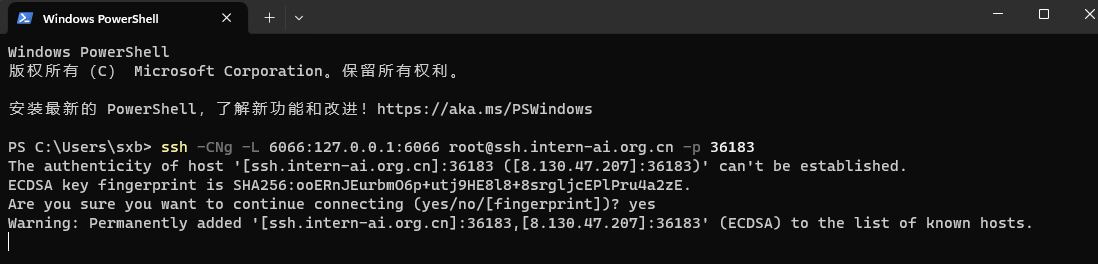 Windows PowerShell
Windows PowerShell
版权所有 (C) Microsoft Corporation。保留所有权利。
安装最新的 PowerShell，了解新功能和改进！https://aka.ms/PSWindows
PS C:\Users\sxb> ssh -CNg -L 6066:127.0.0.1:6066 root@ssh.intern-ai.org.cn -p 36183
The authenticity of host '[ssh.intern-ai.org.cn]:36183 ([8.130.47.207]:36183)' can't be established.
ECDSA key fingerprint is SHA256:ooERnJEurbmO6p+utj9HE8l8+8srgljcEPlPru4a2zE.
Are you sure you want to continue connecting (yes/no/[fingerprint])? yes
Warning: Permanently added '[ssh.intern-ai.org.cn]:36183,[8.130.47.207]:36183' (ECDSA) to the list of known hosts.